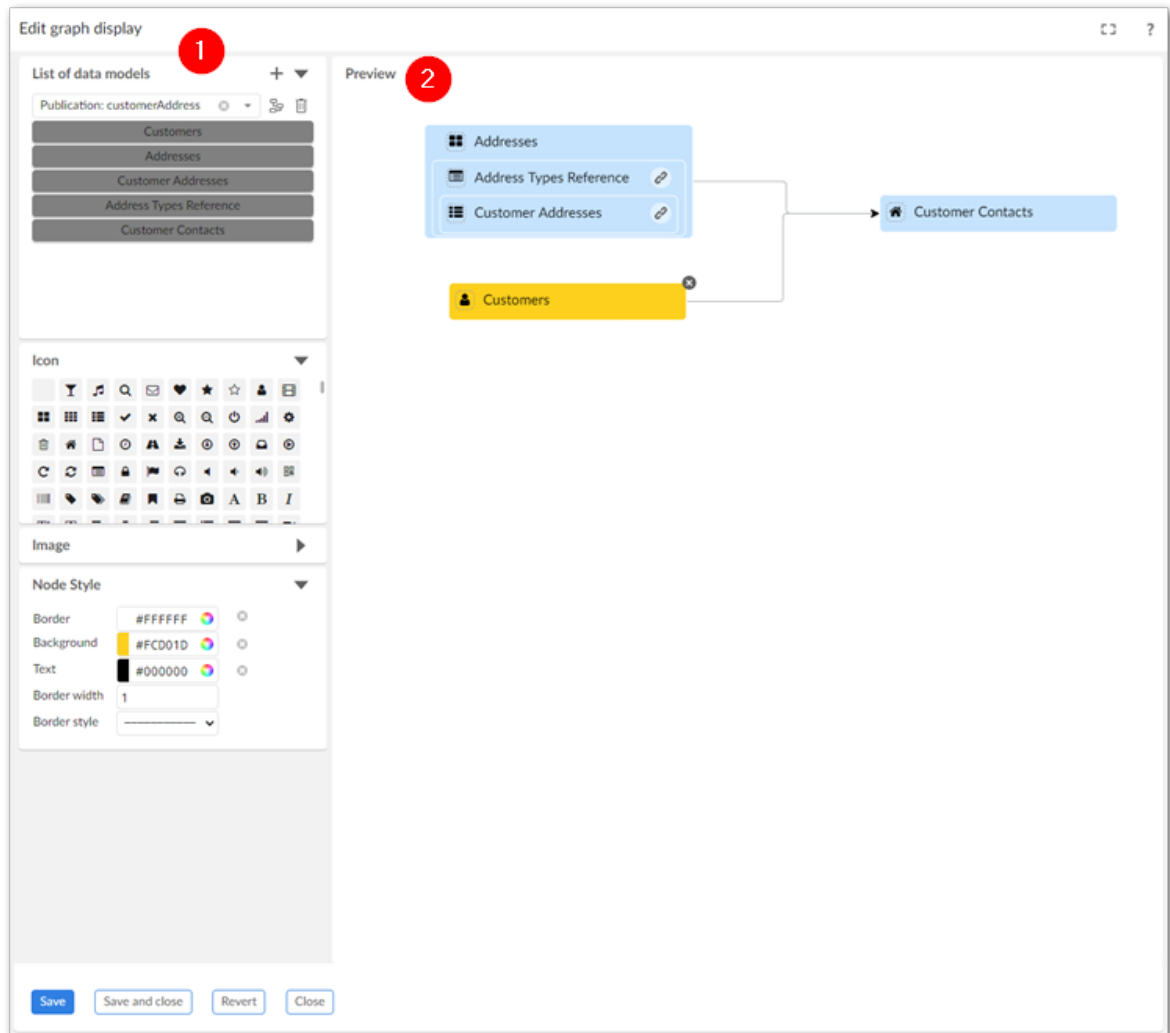 Edit graph display
?
1
List of data models
Publication: customerAddress
Customers
Addresses
Customer Addresses
Address Types Reference
Customer Contacts
Icon
A B I
Image
Node Style
Border #FFFFFF
Background #FCD01D
Text #000000
Border width 1
Border style
Preview
2
Addresses
Address Types Reference
Customer Addresses
Customer Contacts
Customers
Save Save and close Revert Close